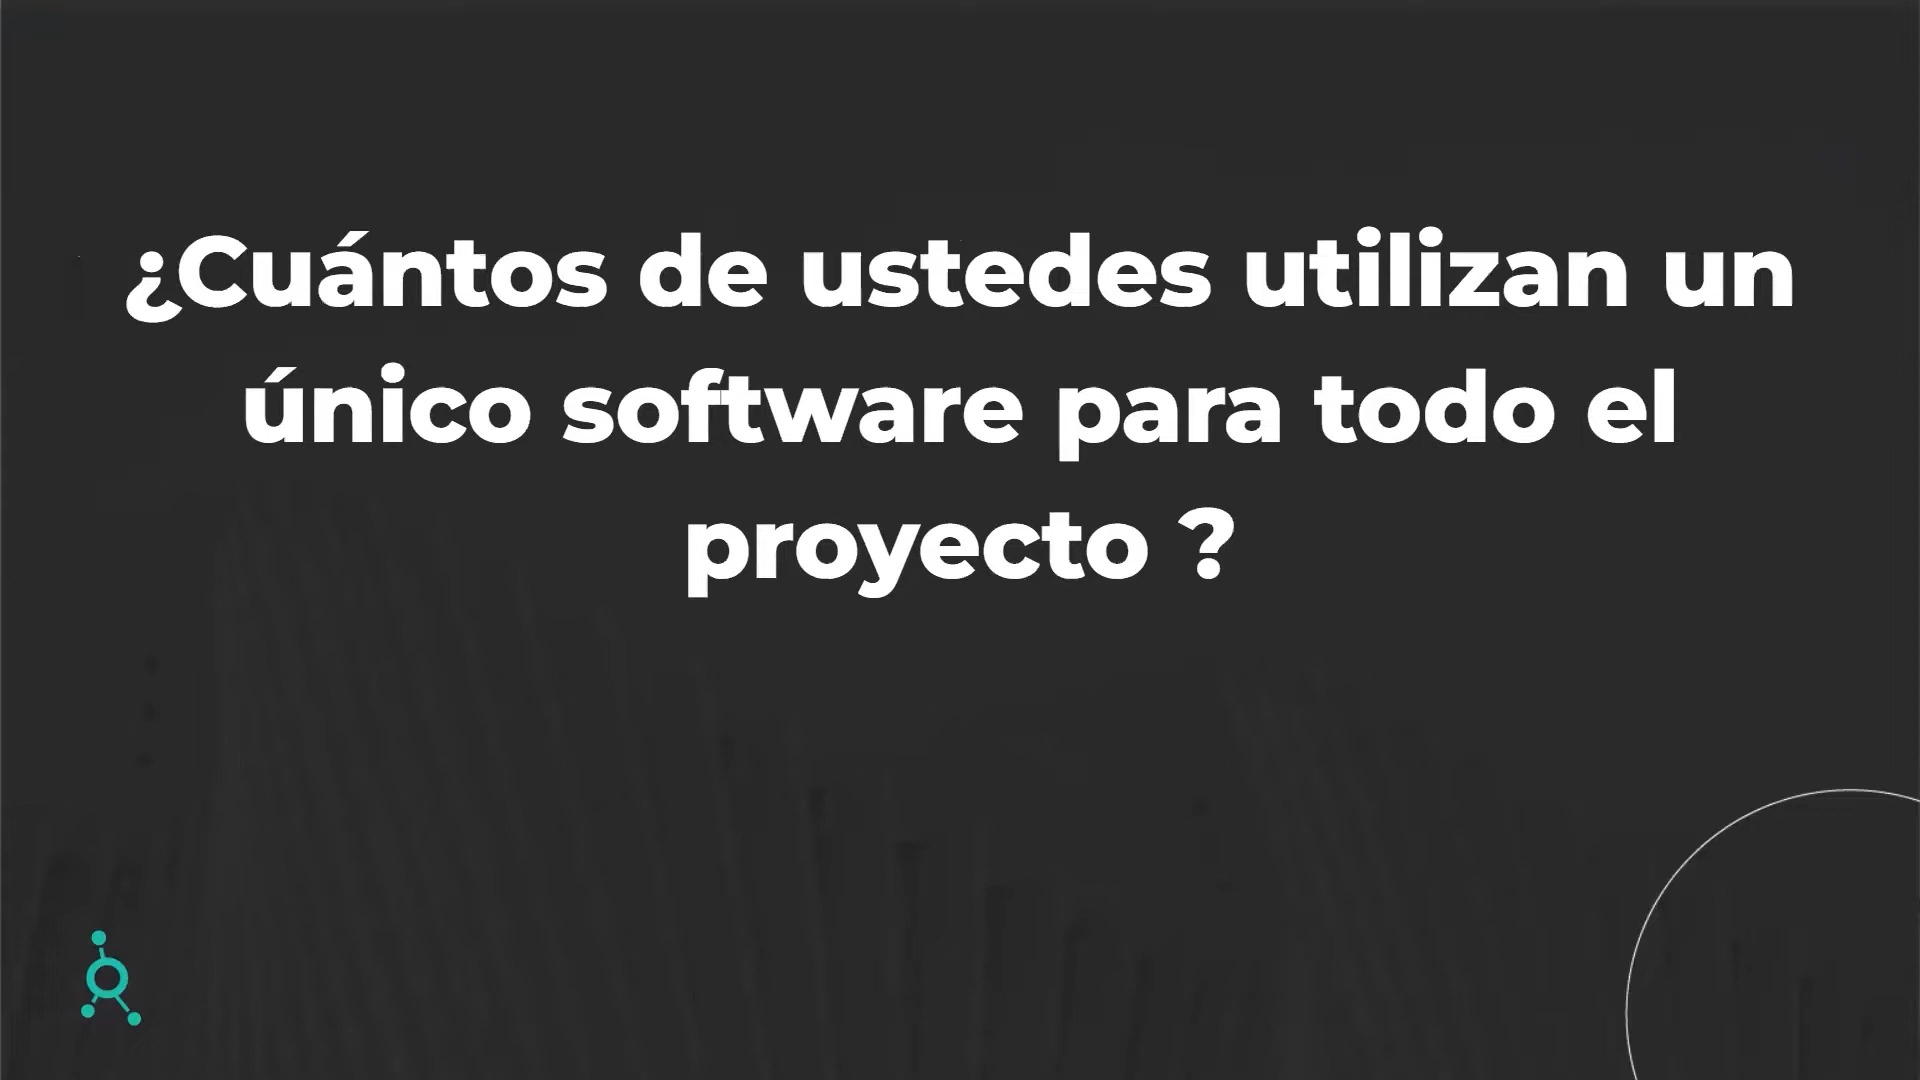 ¿Cuántos de ustedes utilizan un
único software para todo el
proyecto ?